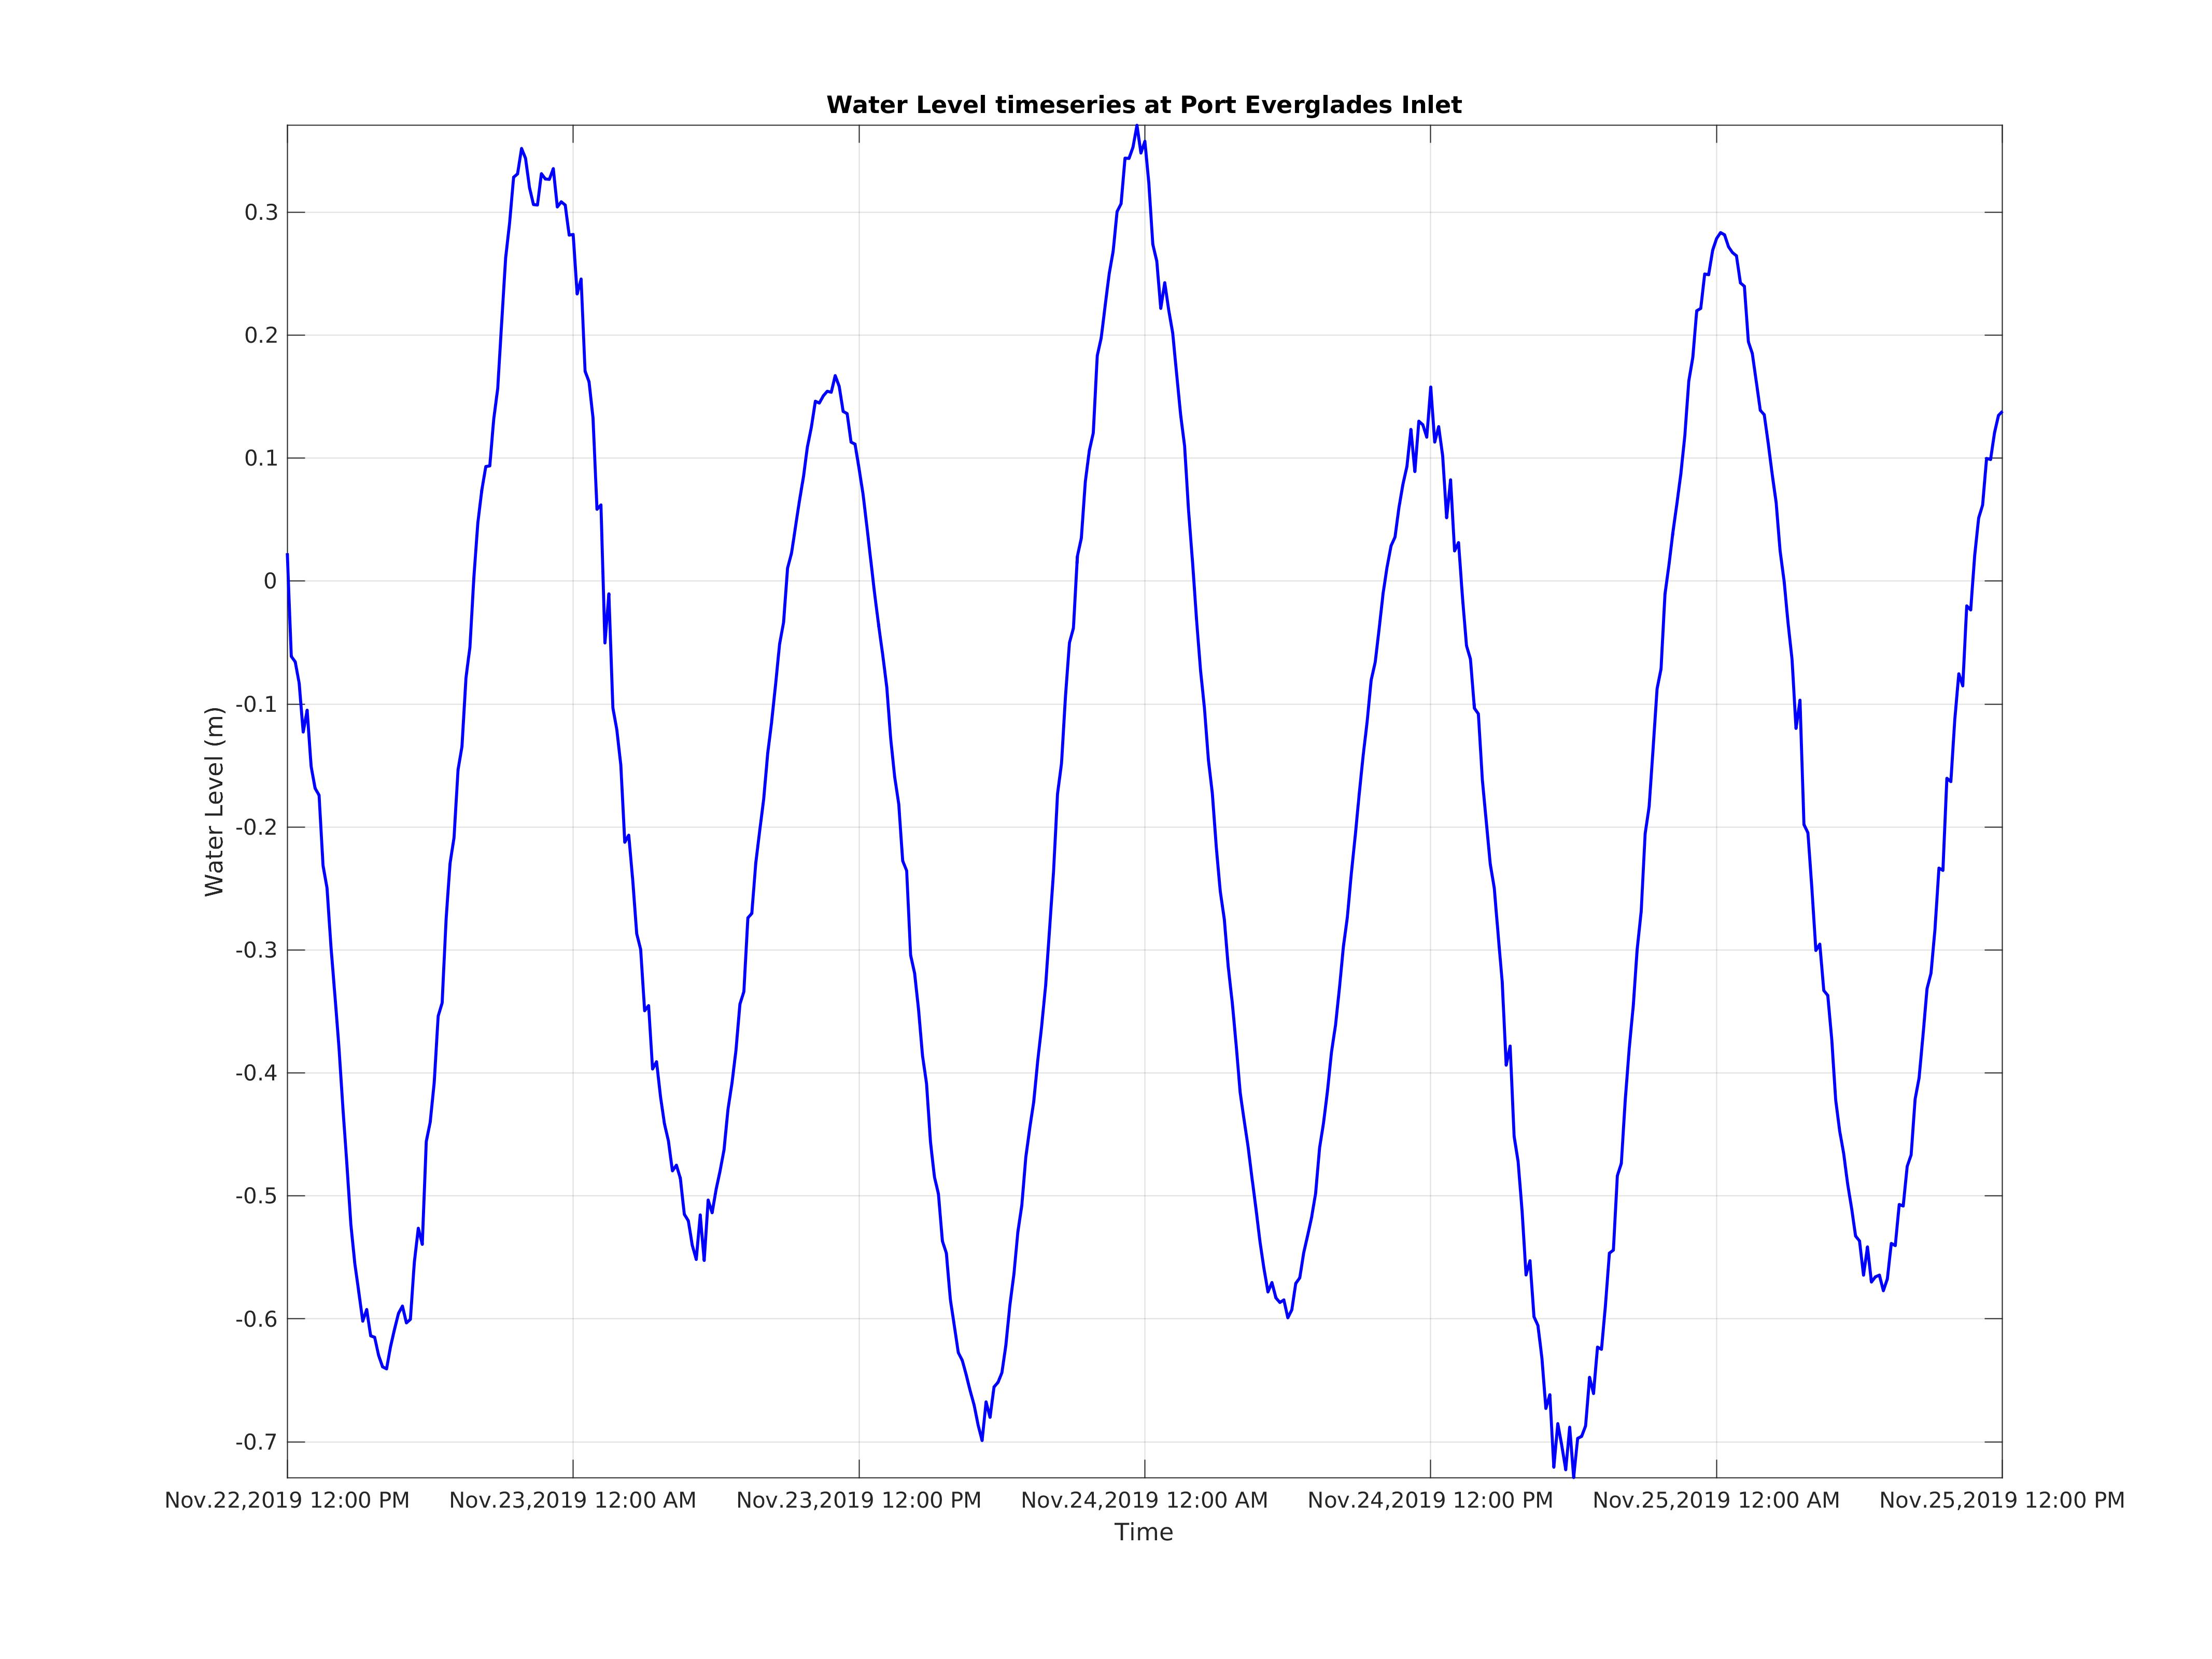 Water Level timeseries at Port Everglades Inlet
0.3
0.2
0.1
0
-0.1
-0.2
-0.3
-0.4
-0.5
-0.6
-0.7
Water Level (m)
Nov.22,2019 12:00 PM Nov.23,2019 12:00 AM Nov.23,2019 12:00 PM Nov.24,2019 12:00 AM Nov.24,2019 12:00 PM Nov.25,2019 12:00 AM Nov.25,2019 12:00 PM
Time